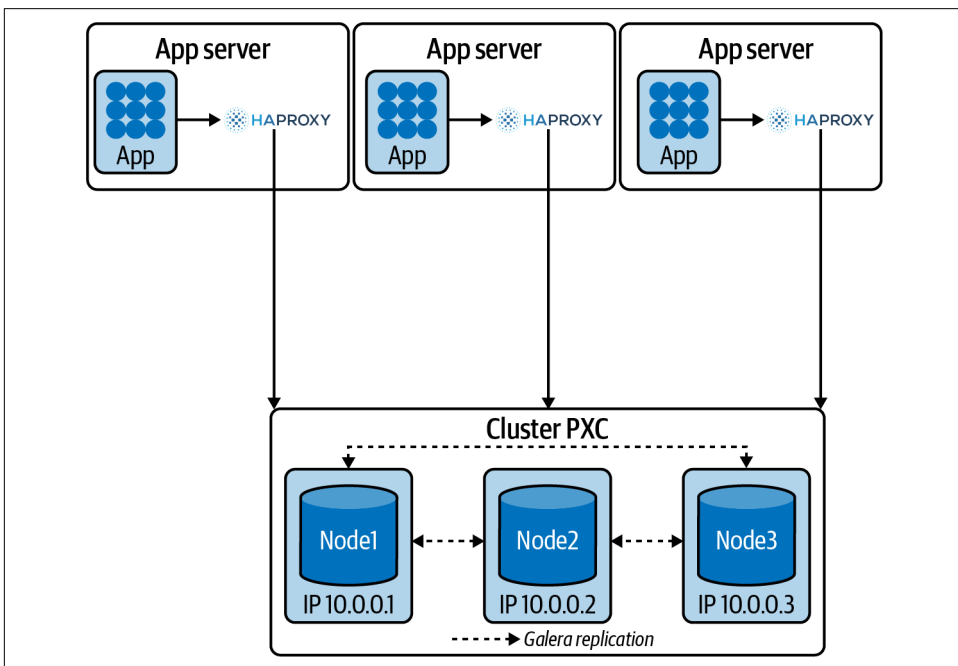 App server App server App server
HAPROXY HAPROXY HAPROXY
App App App
Cluster PXC
Node1 Node2 Node3
IP 10.0.0.1 IP 10.0.0.2 IP 10.0.0.3
Galera replication